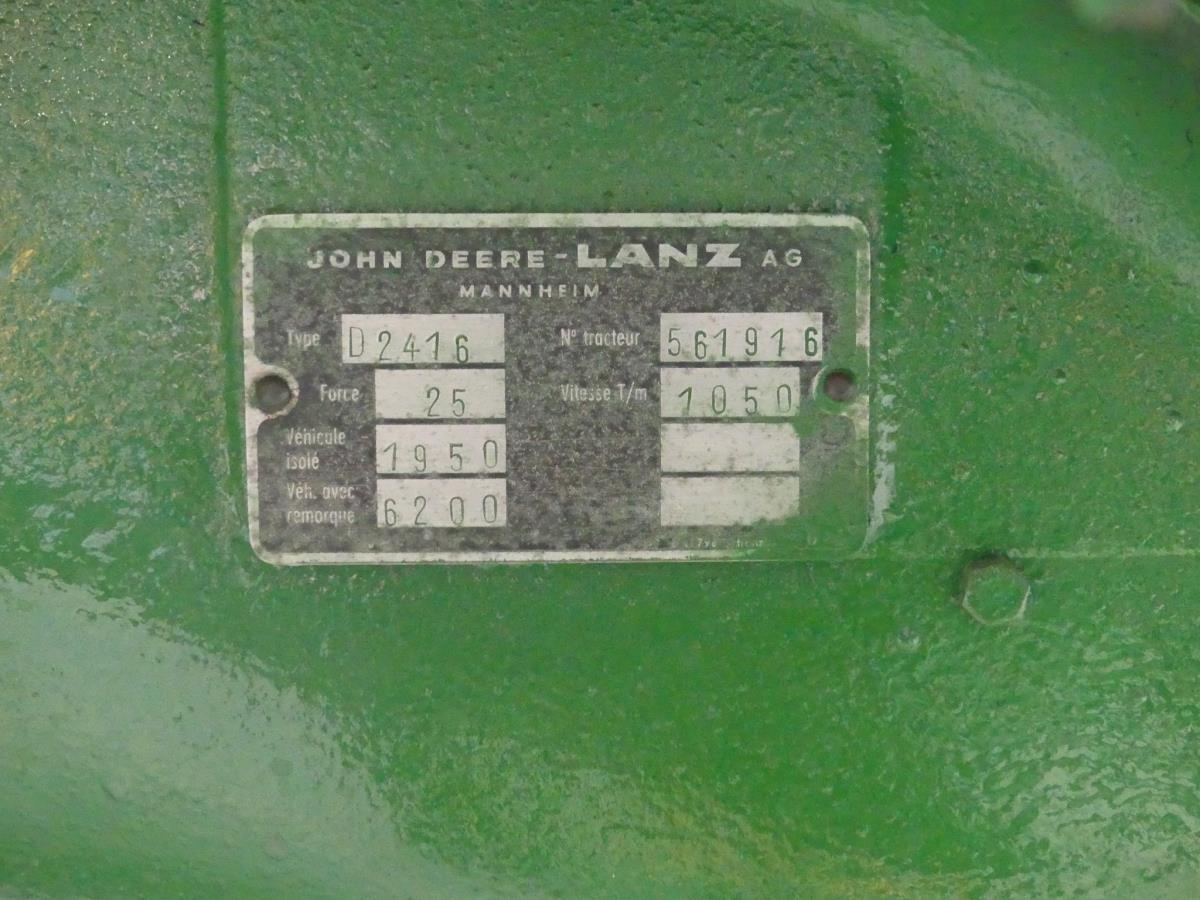 JOHN DEERE-LANZ AG
MANNHEIM
Type D2416 N° tracteur 561916
Force 25 Vitesse T/m 1050
Véhicule
isolé 1950
Véh. avec
remorque 6200